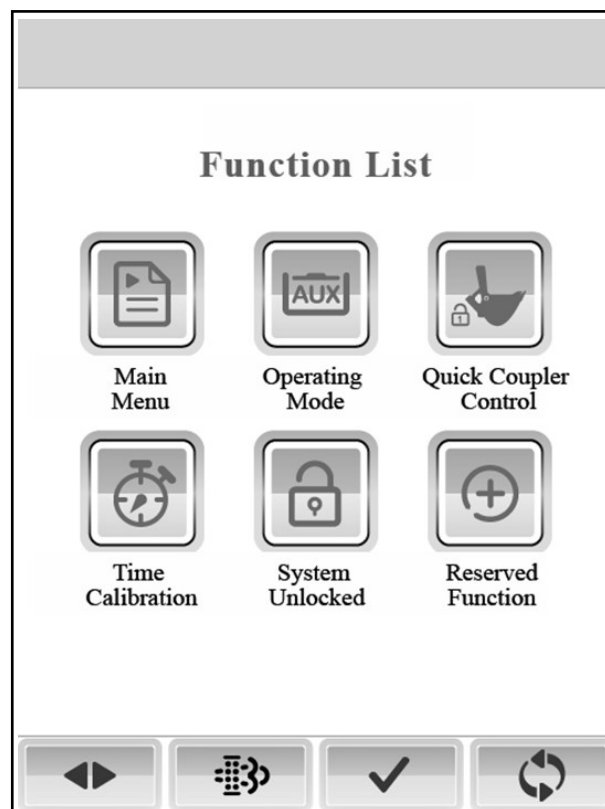 Function List
AUX
Main
Menu
Operating
Mode
Quick Coupler
Control
Time
Calibration
System
Unlocked
Reserved
Function